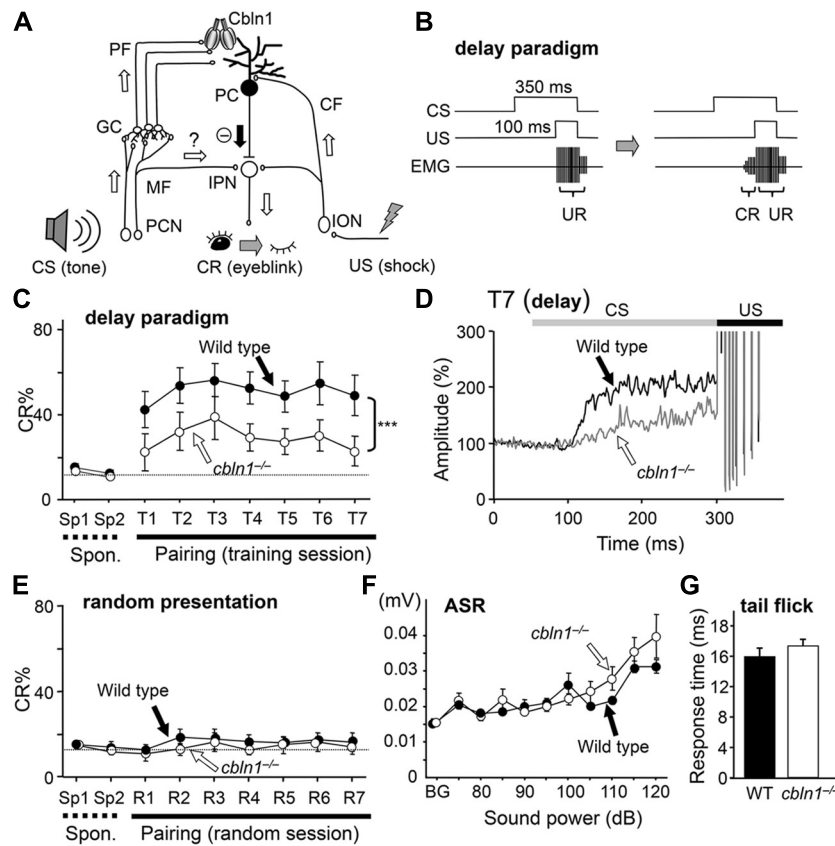 A
Cbln1
PF
PC
CF
GC
?
⊖
MF
IPN
PCN
ION
CS (tone)
CR (eyeblink)
US (shock)
B
delay paradigm
350 ms
CS
100 ms
US
EMG
UR
CR UR
C
delay paradigm
80
Wild type
40
CR%
***
cbln1–/–
0
Sp1 Sp2 T1 T2 T3 T4 T5 T6 T7
Spon. Pairing (training session)
D
T7 (delay)
CS US
300
Wild type
200
Amplitude (%)
100
cbln1–/–
0
0 100 200 300
Time (ms)
E
random presentation
80
CR%
40
Wild type
cbln1–/–
0
Sp1 Sp2 R1 R2 R3 R4 R5 R6 R7
Spon. Pairing (random session)
F
(mV)
ASR
cbln1–/–
0.04
0.03
0.02
Wild type
0.01
0
BG 80 90 100 110 120
Sound power (dB)
G
tail flick
Response time (ms)
18
16
12
8
4
0
WT cbln1–/–